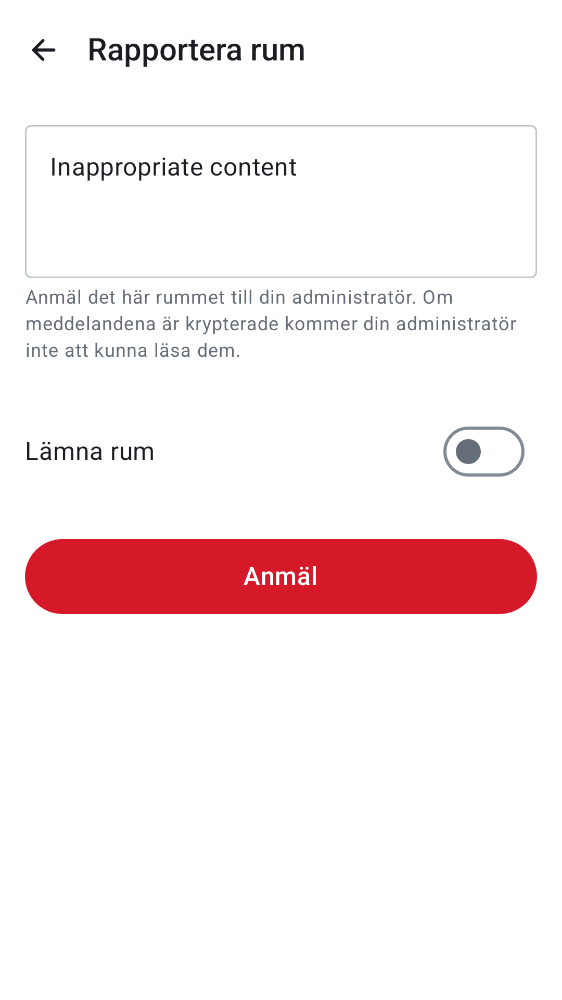 Rapportera rum
Inappropriate content
Anmäl det här rummet till din administratör. Om
meddelandena är krypterade kommer din administratör
inte att kunna läsa dem.
Lämna rum
Anmäl